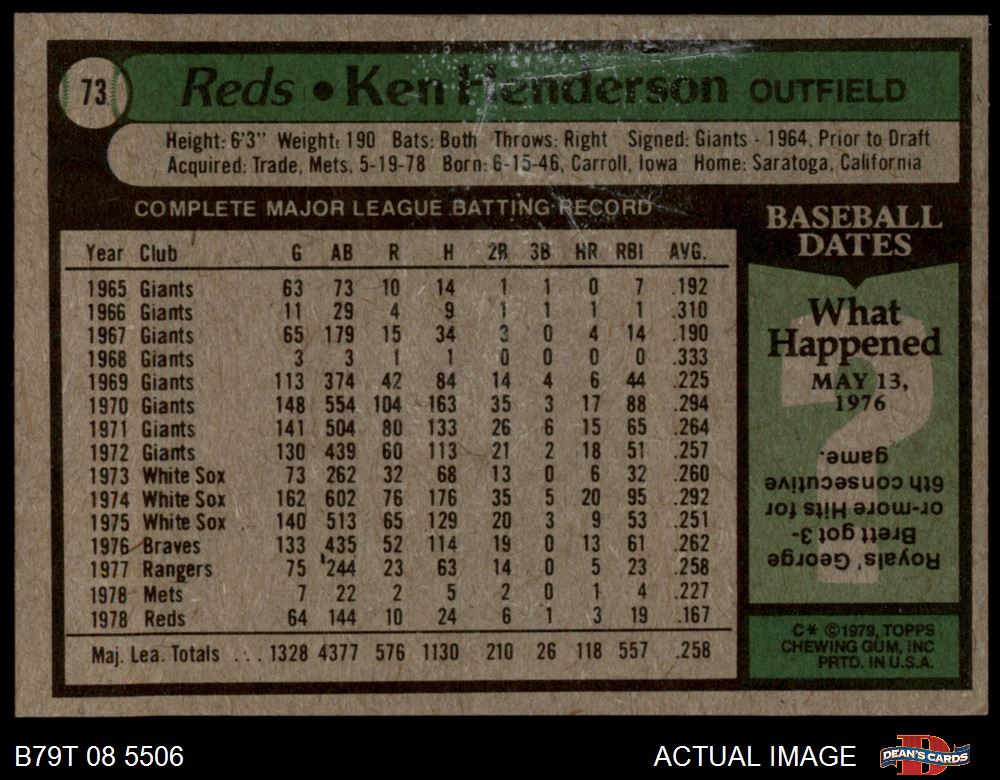 73
Reds • Ken Henderson OUTFIELD
Height: 6'3" Weight: 190 Bats: Both Throws: Right Signed: Giants - 1964, Prior to Draft
Acquired: Trade, Mets, 5-19-78 Born: 6-15-46, Carroll, Iowa Home: Saratoga, California
COMPLETE MAJOR LEAGUE BATTING RECORD
Year Club G AB R H 2B 3B HR RBI AVG.
1965 Giants 63 73 10 14 1 1 0 7 .192
1966 Giants 11 29 4 9 1 1 1 1 .310
1967 Giants 65 179 15 34 3 0 4 14 .190
1968 Giants 3 3 1 1 0 0 0 0 .333
1969 Giants 113 374 42 84 14 4 6 44 .225
1970 Giants 148 554 104 163 35 3 17 88 .294
1971 Giants 141 504 80 133 26 6 15 65 .264
1972 Giants 130 439 60 113 21 2 18 51 .257
1973 White Sox 73 262 32 68 13 0 6 32 .260
1974 White Sox 162 602 76 176 35 5 20 95 .292
1975 White Sox 140 513 65 129 20 3 9 53 .251
1976 Braves 133 435 52 114 19 0 13 61 .262
1977 Rangers 75 244 23 63 14 0 5 23 .258
1978 Mets 7 22 2 5 2 0 1 4 .227
1978 Reds 64 144 10 24 6 1 3 19 .167
Maj. Lea. Totals ... 1328 4377 576 1130 210 26 118 557 .258
BASEBALL
DATES
What
Happened
MAY 13,
1976
Royals' George
Brett got 3-
or-more Hits for
6th consecutive
game.
C* ©1979, TOPPS
CHEWING GUM, INC
PRTD. IN U.S.A.
B79T 08 5506
ACTUAL IMAGE
DEAN'S CARDS